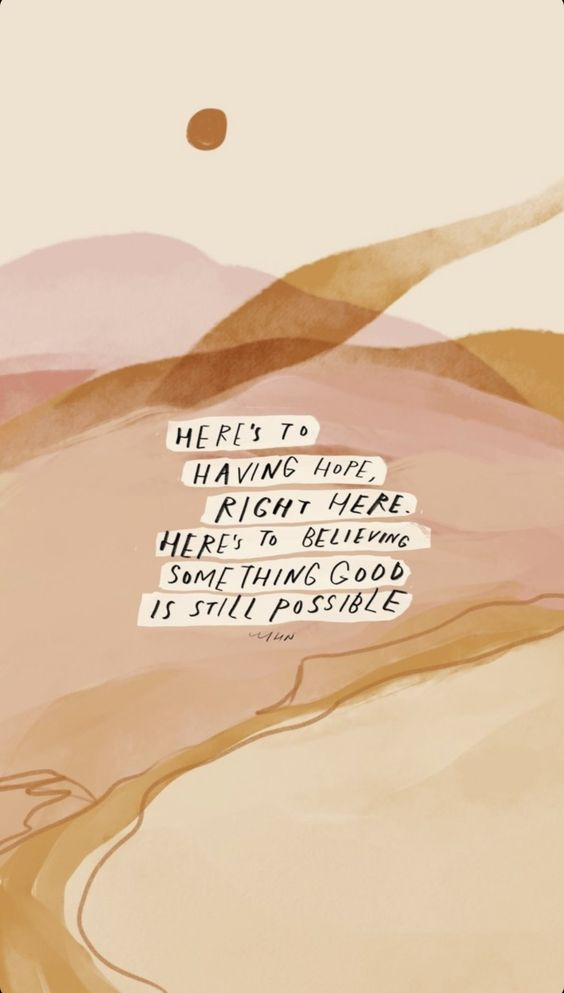 HERE'S TO
HAVING HOPE,
RIGHT HERE.
HERE'S TO BELIEVING
SOMETHING GOOD
IS STILL POSSIBLE